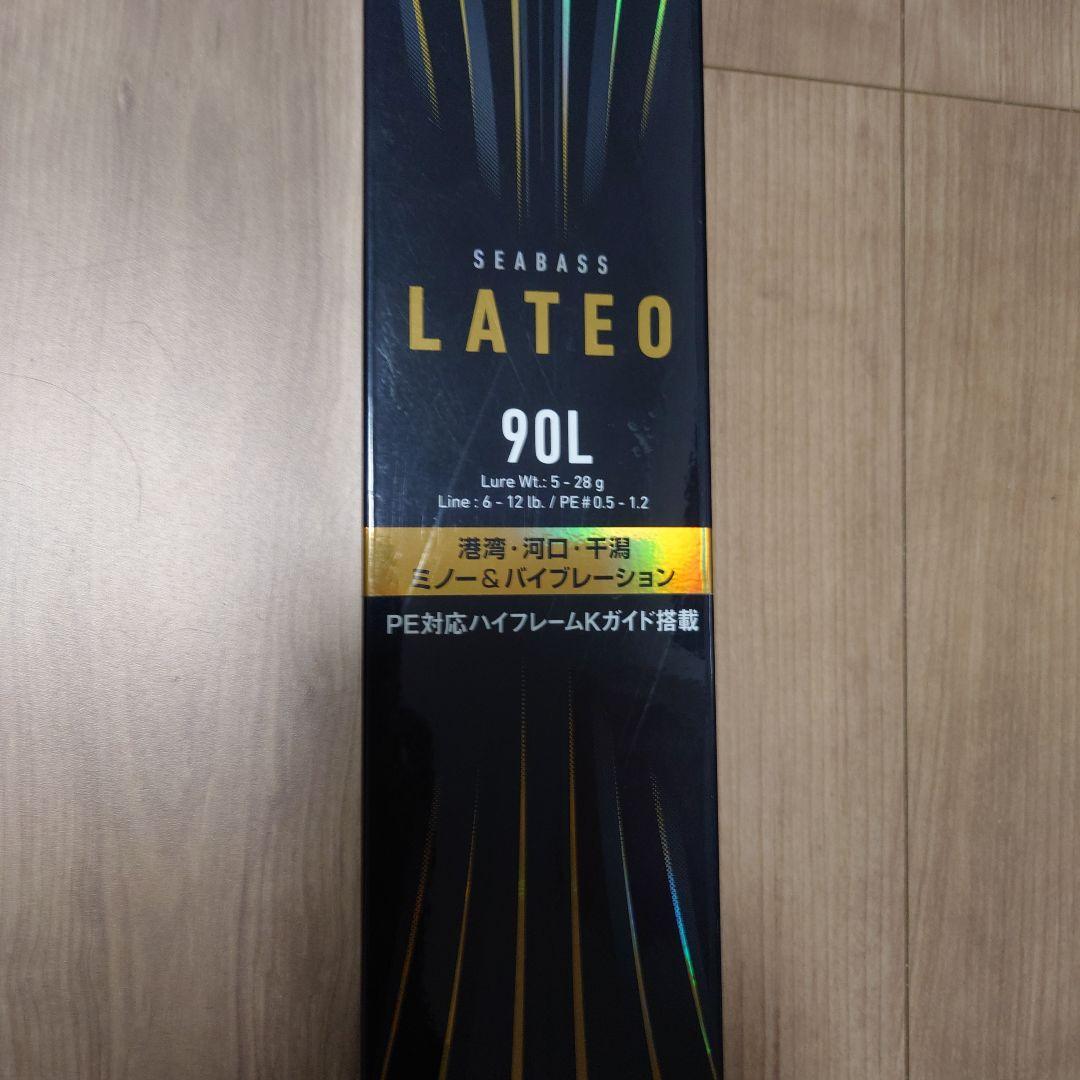 SEABASS
LATEO
90L
Lure Wt.: 5 - 28 g
Line : 6 - 12 lb. / PE#0.5 - 1.2
港湾・河口・干潟
ミノー&バイブレーション
PE対応ハイフレームKガイド搭載